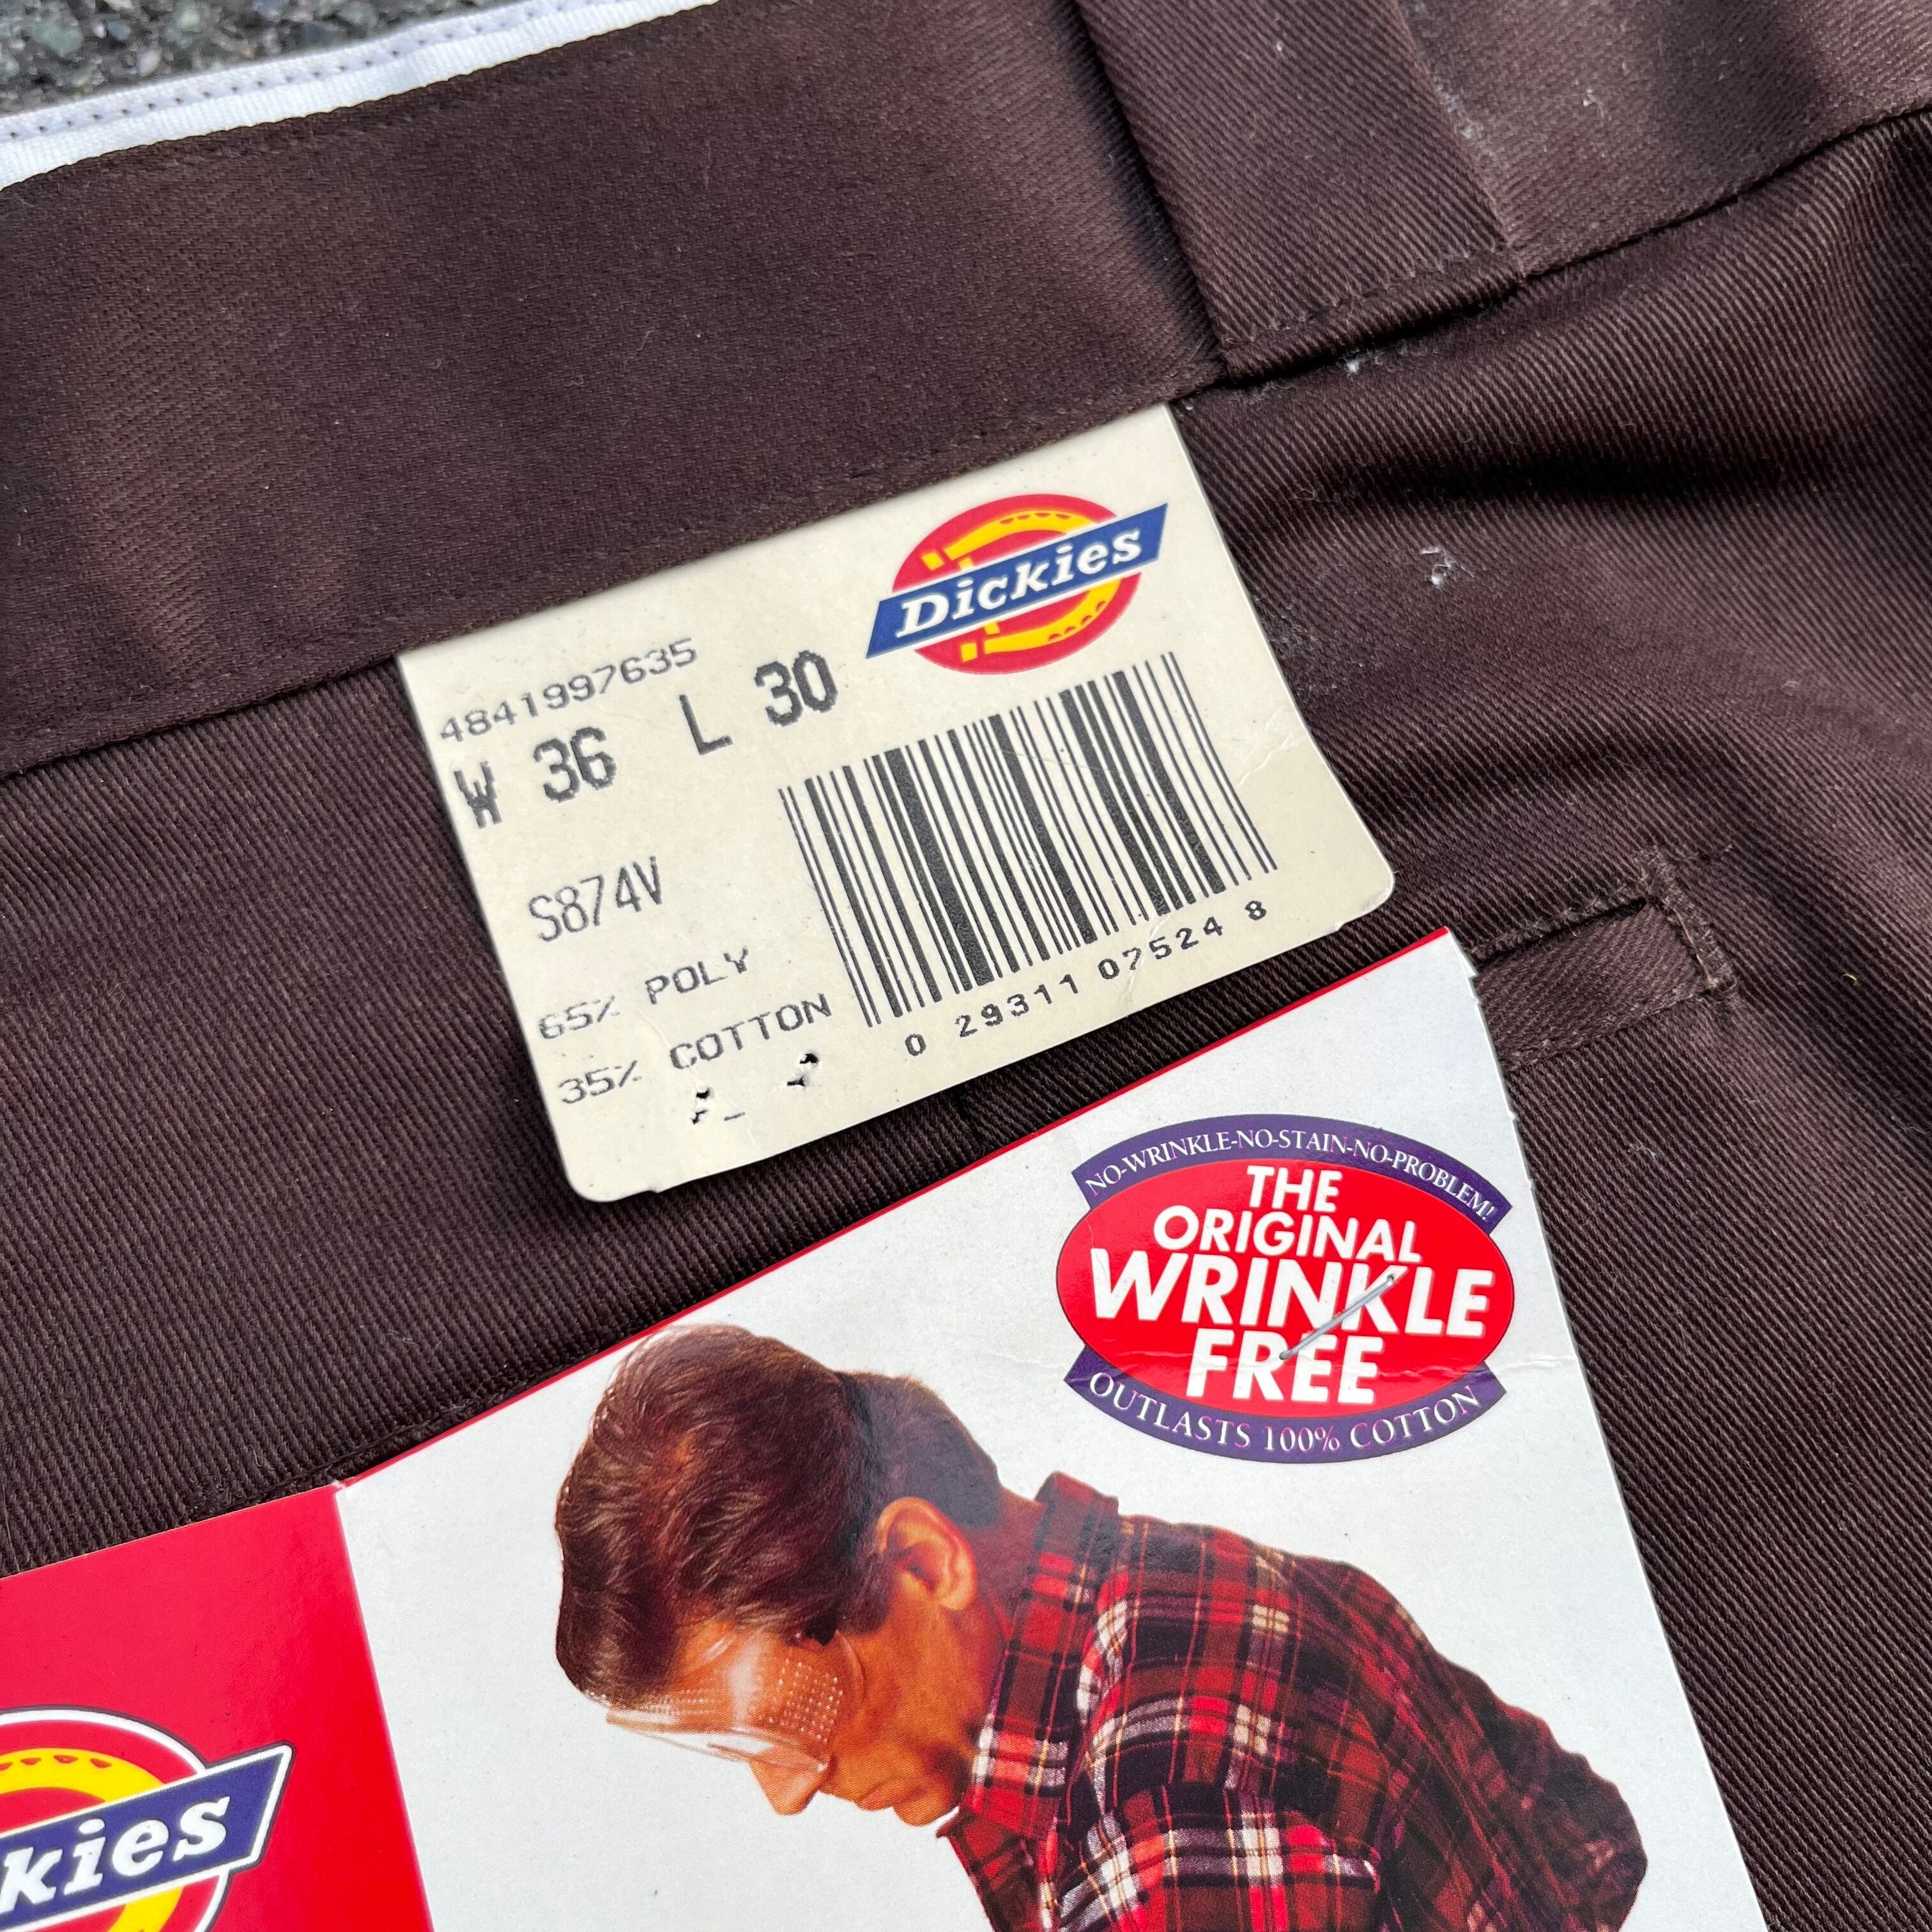 Dickies
4841997635
W 36 L 30
S874V
65% POLY
35% COTTON
0 29311 07524 8
NO-WRINKLE-NO-STAIN-NO-PROBLEM!
THE
ORIGINAL
WRINKLE
FREE
OUTLASTS 100% COTTON
kies